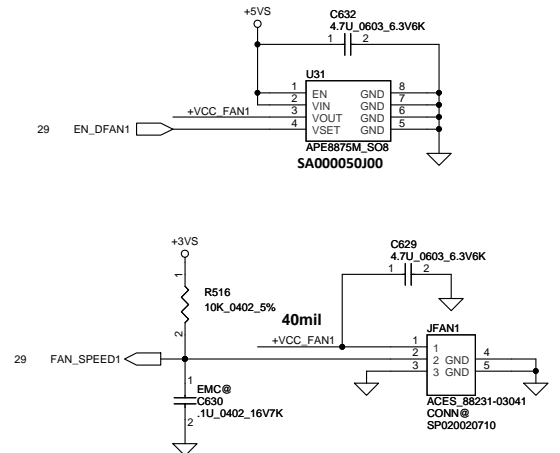 +5VS
C632
4.7U_0603_6.3V6K
1 2
U31
1 EN GND 8
2 VIN GND 7
+VCC_FAN1 3 VOUT GND 6
29 EN_DFAN1 4 VSET GND 5
APE8875M_SO8
SA000050J00
+3VS
C629
4.7U_0603_6.3V6K
1 2
1
R516
10K_0402_5%
2
40mil
JFAN1
+VCC_FAN1 1 1
29 FAN_SPEED1 2 2 GND 4
3 3 GND 5
1 EMC@
C630
.1U_0402_16V7K
2
ACES_88231-03041
CONN@
SP020020710